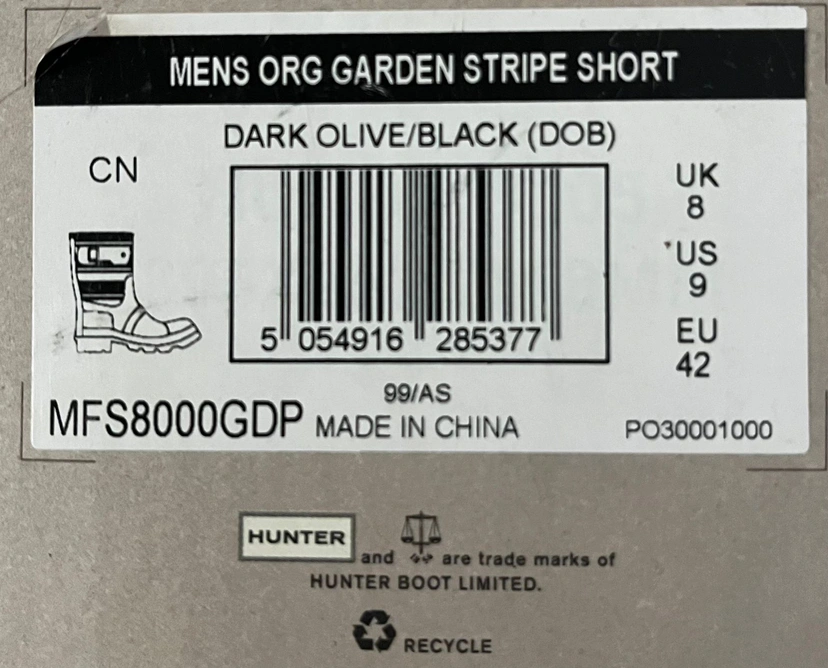 MENS ORG GARDEN STRIPE SHORT
DARK OLIVE/BLACK (DOB)
CN
UK
8
US
9
EU
42
5 054916 285377
99/AS
MFS8000GDP MADE IN CHINA
PO30001000
HUNTER and are trade marks of
HUNTER BOOT LIMITED.
RECYCLE